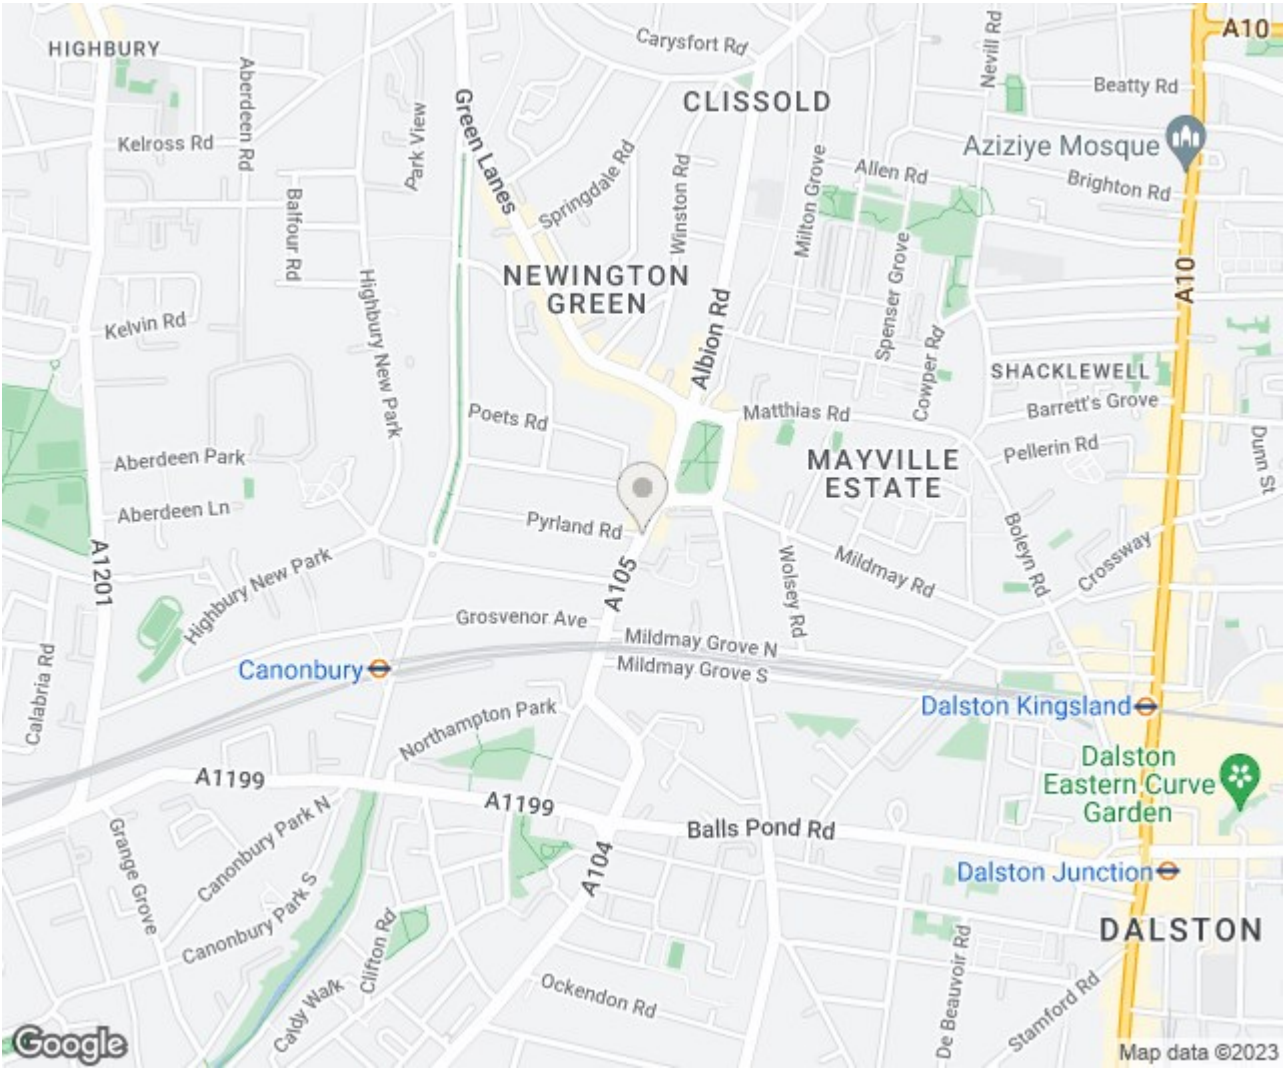 Carysfort Rd
Nevill Rd
A10
HIGHBURY
Aberdeen Rd
Green Lanes
CLISSOLD
Beatty Rd
Kelross Rd
Park View
Springdale Rd
Winston Rd
Milton Grove
Allen Rd
Aziziye Mosque
Brighton Rd
Balfour Rd
Highbury New Park
NEWINGTON
GREEN
Albion Rd
Spenser Grove
Cowper Rd
A10
Kelvin Rd
SHACKLEWELL
Barrett's Grove
Poets Rd
Matthias Rd
Pellerin Rd
Dunn St
Aberdeen Park
MAYVILLE
ESTATE
Aberdeen Ln
Pyrland Rd
Boleyn Rd
Crossway
A1201
Highbury New Park
A105
Wolsey Rd
Mildmay Rd
Grosvenor Ave
Mildmay Grove N
Mildmay Grove S
Calabria Rd
Canonbury
Dalston Kingsland
Northampton Park
Dalston
Eastern Curve
Garden
A1199
A1199
Balls Pond Rd
Grange Grove
Canonbury Park N
A104
Dalston Junction
Canonbury Park S
Clifton Rd
DALSTON
De Beauvoir Rd
Caldy Walk
Ockendon Rd
Stamford Rd
Google
Map data ©2023